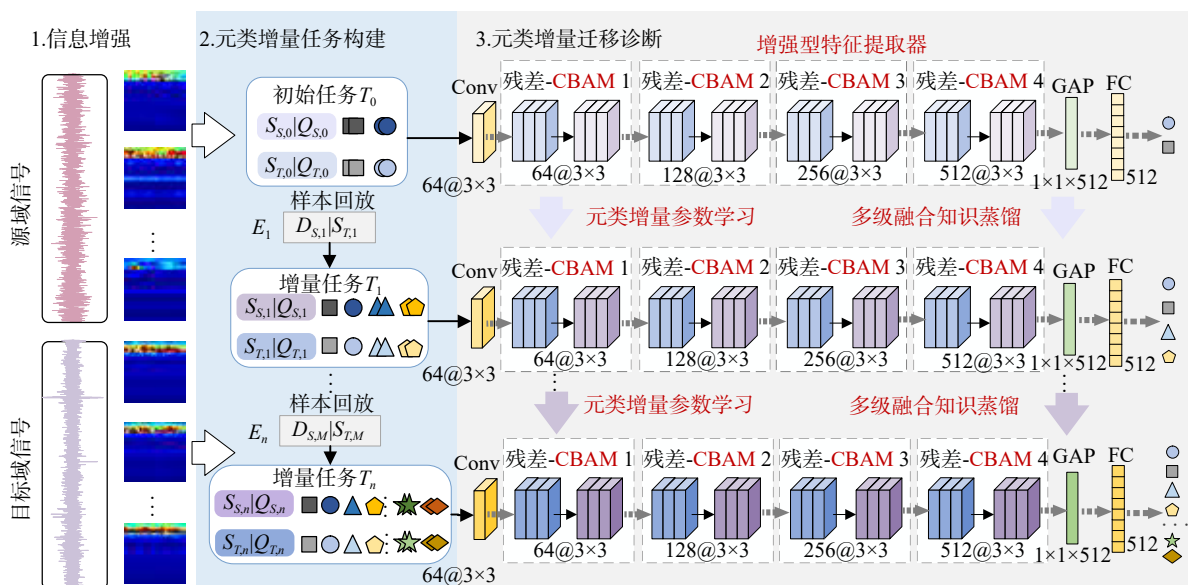 1.信息增强
源域信号
⋮
目标域信号
⋮
2.元类增量任务构建
初始任务T0
SS,0|QS,0
ST,0|QT,0
样本回放
E1
DS,1|ST,1
增量任务T1
SS,1|QS,1
ST,1|QT,1
⋮
样本回放
En
DS,M|ST,M
增量任务Tn
SS,n|QS,n
ST,n|QT,n
3.元类增量迁移诊断
增强型特征提取器
Conv
残差-CBAM 1
残差-CBAM 2
残差-CBAM 3
残差-CBAM 4
GAP
FC
64@3×3
64@3×3
128@3×3
256@3×3
512@3×3
1×1×512
512
元类增量参数学习
多级融合知识蒸馏
Conv
残差-CBAM 1
残差-CBAM 2
残差-CBAM 3
残差-CBAM 4
GAP
FC
64@3×3
64@3×3
128@3×3
256@3×3
512@3×3
1×1×512
512
元类增量参数学习
多级融合知识蒸馏
Conv
残差-CBAM 1
残差-CBAM 2
残差-CBAM 3
残差-CBAM 4
GAP
FC
64@3×3
64@3×3
128@3×3
256@3×3
512@3×3
1×1×512
512